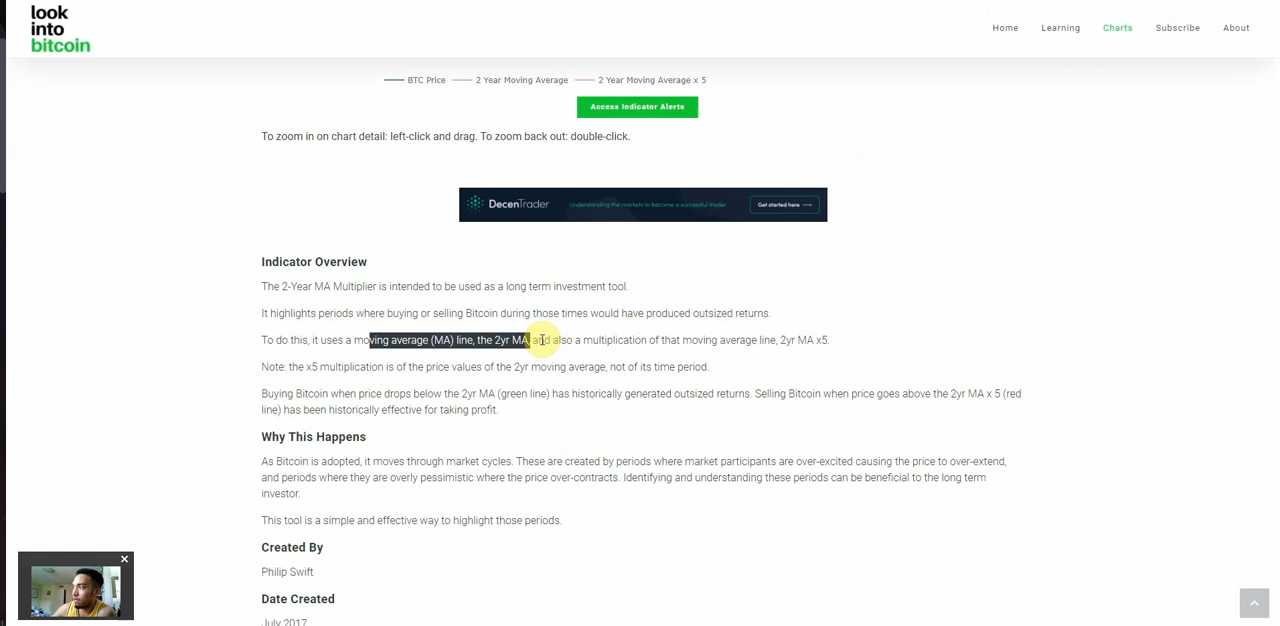 look
into
bitcoin
Home Learning Charts Subscribe About
BTC Price 2 Year Moving Average 2 Year Moving Average x 5
Access Indicator Alerts
To zoom in on chart detail: left-click and drag. To zoom back out: double-click.
DecenTrader Understanding the markets to become a successful trader Get started here
Indicator Overview
The 2-Year MA Multiplier is intended to be used as a long term investment tool.
It highlights periods where buying or selling Bitcoin during those times would have produced outsized returns.
To do this, it uses a moving average (MA) line, the 2yr MA, and also a multiplication of that moving average line, 2yr MA x5.
Note: the x5 multiplication is of the price values of the 2yr moving average, not of its time period.
Buying Bitcoin when price drops below the 2yr MA (green line) has historically generated outsized returns. Selling Bitcoin when price goes above the 2yr MA x 5 (red
line) has been historically effective for taking profit.
Why This Happens
As Bitcoin is adopted, it moves through market cycles. These are created by periods where market participants are over-excited causing the price to over-extend,
and periods where they are overly pessimistic where the price over-contracts. Identifying and understanding these periods can be beneficial to the long term
investor.
This tool is a simple and effective way to highlight those periods.
Created By
Philip Swift
Date Created
July 2017